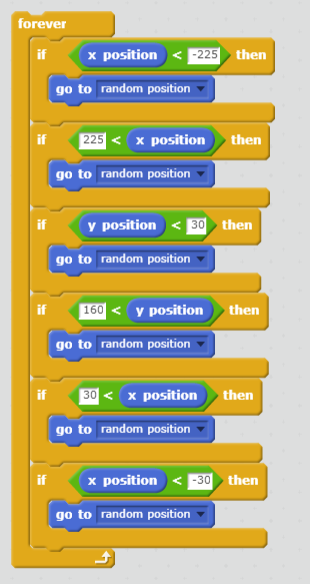 forever
if x position < -225 then
go to random position
if 225 < x position then
go to random position
if y position < 30 then
go to random position
if 160 < y position then
go to random position
if 30 < x position then
go to random position
if x position < -30 then
go to random position